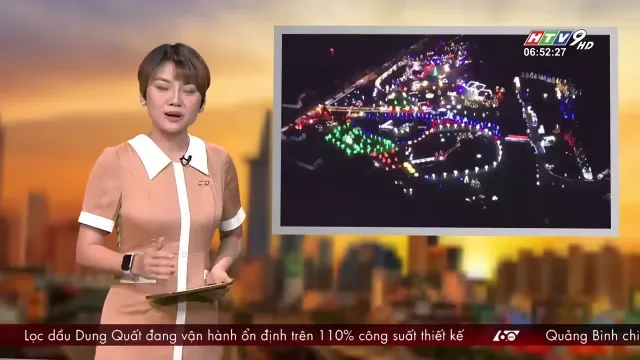 HTV9 HD
06:52:27
Lọc dầu Dung Quất đang vận hành ổn định trên 110% công suất thiết kế 60 Quảng Bình chi